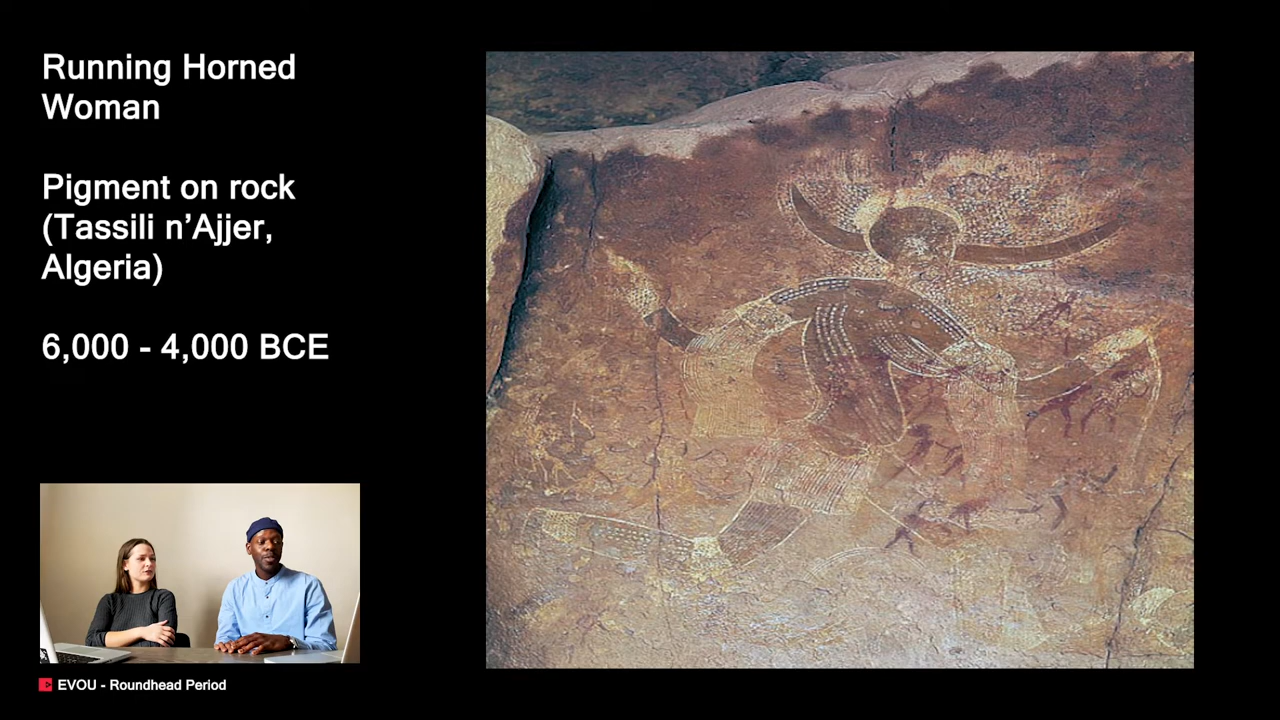 Running Horned
Woman
Pigment on rock
(Tassili n’Ajjer,
Algeria)
6,000 - 4,000 BCE
EVOU - Roundhead Period